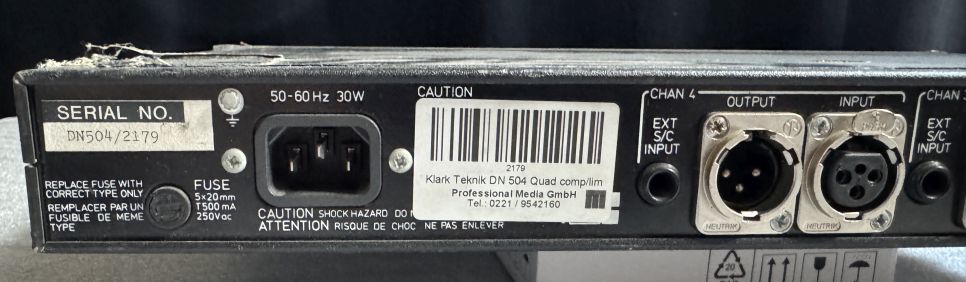 SERIAL NO.
DN504/2179
REPLACE FUSE WITH
CORRECT TYPE ONLY
REMPLACER PAR UN
FUSIBLE DE MEME
TYPE
FUSE
5×20mm
T500mA
250Vac
50-60Hz 30W
CAUTION SHOCK HAZARD DO
ATTENTION RISQUE DE CHOC NE PAS ENLEVER
CAUTION
2179
Klark Teknik DN 504 Quad comp/lim
Professional Media GmbH
Tel.: 0221 / 9542160
m
CHAN 4
EXT
S/C
INPUT
OUTPUT
NEUTRIK
INPUT
NEUTRIK
CHAN
EXT
S/C
INPUT
20